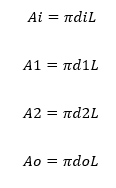 Ai = πdiL
A1 = πd1L
A2 = πd2L
Ao = πdoL